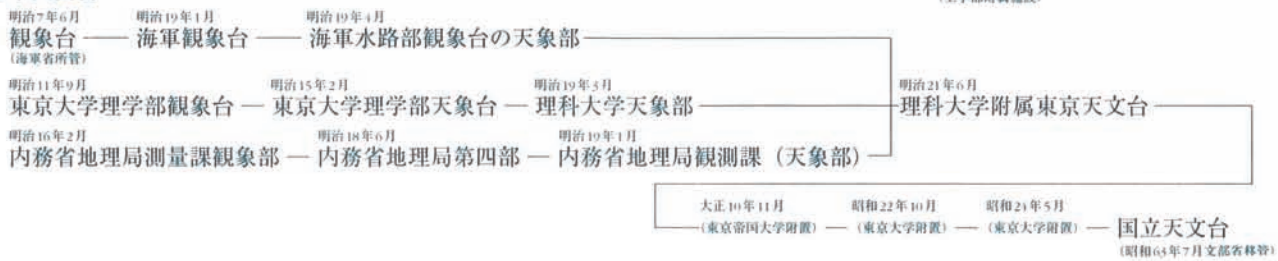 明治7年6月 明治19年1月 明治19年4月
観象台 海軍観象台 海軍水路部観象台の天象部
(海軍省所管)
明治11年9月 明治15年2月 明治19年3月 明治21年6月
東京大学理学部観象台 東京大学理学部天象台 理科大学天象部 理科大学附属東京天文台
明治16年2月 明治18年6月 明治19年1月
内務省地理局測量課観象部 内務省地理局第四部 内務省地理局観測課(天象部)
大正10年11月 昭和22年10月 昭和24年5月
(東京帝国大学附置) (東京大学附置) (東京大学附置) 国立天文台
(昭和63年7月文部省移管)